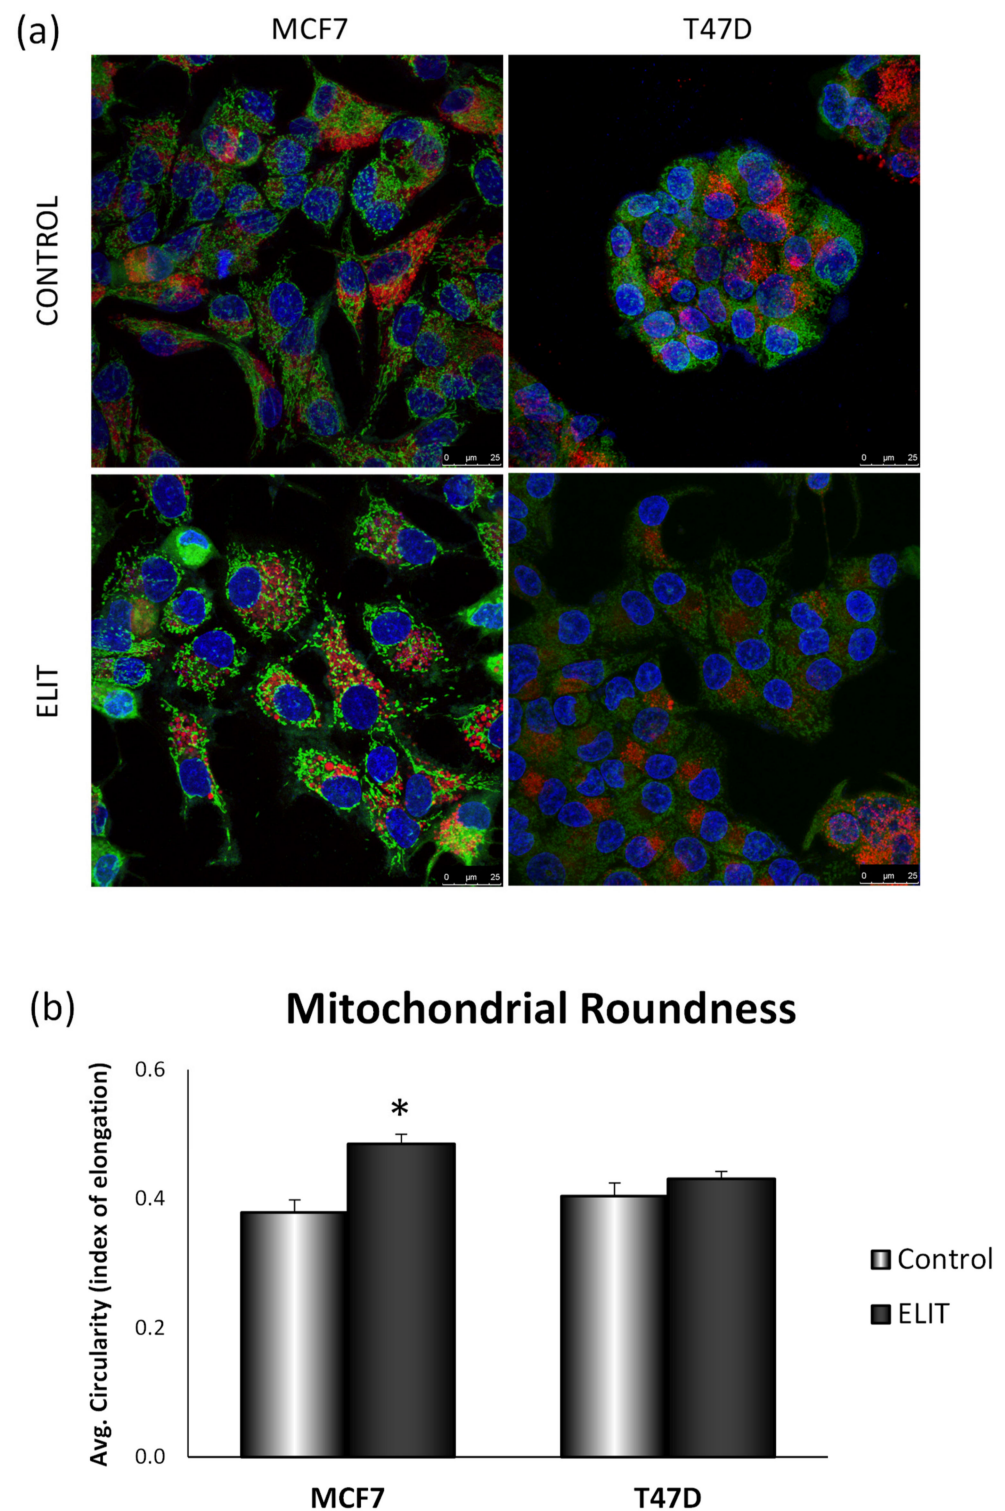 (a)
MCF7 T47D
CONTROL
0 µm 25
0 µm 25
ELIT
0 µm 25
0 µm 25
(b)
Mitochondrial Roundness
Avg. Circularity (index of elongation)
0.6
0.4
0.2
0.0
*
Control
ELIT
MCF7 T47D